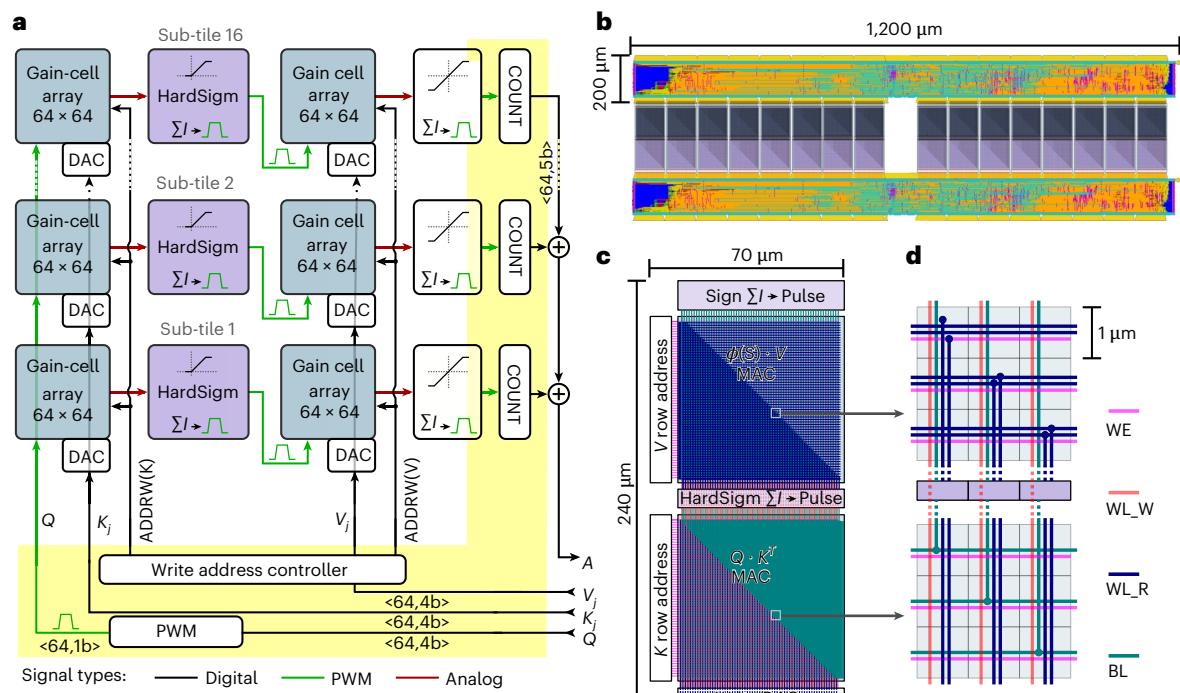 a
Sub-tile 16
Gain-cell
array
64 × 64
HardSigm
∑I
Gain cell
array
64 × 64
∑I
COUNT
DAC
DAC
<64,5b>
Sub-tile 2
Gain-cell
array
64 × 64
HardSigm
∑I
Gain cell
array
64 × 64
∑I
COUNT
+
DAC
DAC
Sub-tile 1
Gain-cell
array
64 × 64
HardSigm
∑I
Gain cell
array
64 × 64
∑I
COUNT
+
DAC
DAC
Q
Kj
ADDRW(K)
Vj
ADDRW(V)
Write address controller
A
Vj
<64,4b>
Kj
<64,4b>
PWM
Q
<64,1b>
<64,4b>
Signal types:
Digital
PWM
Analog
b
1,200 µm
200 µm
c
70 µm
240 µm
Sign ∑I Pulse
V row address
ϕ(S) · V
MAC
HardSigm ∑I Pulse
K row address
Q · Kᵀ
MAC
d
1 µm
WE
WL_W
WL_R
BL